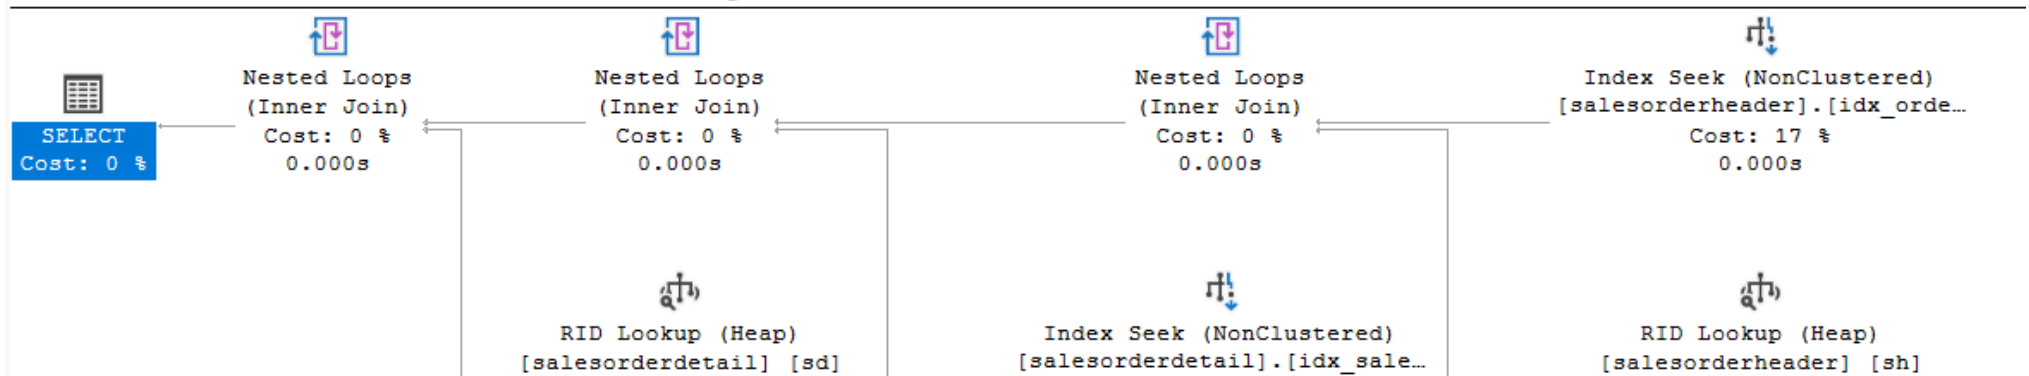 SELECT
Cost: 0 %
Nested Loops
(Inner Join)
Cost: 0 %
0.000s
Nested Loops
(Inner Join)
Cost: 0 %
0.000s
Nested Loops
(Inner Join)
Cost: 0 %
0.000s
Index Seek (NonClustered)
[salesorderheader].[idx_orde…
Cost: 17 %
0.000s
RID Lookup (Heap)
[salesorderdetail] [sd]
Index Seek (NonClustered)
[salesorderdetail].[idx_sale…
RID Lookup (Heap)
[salesorderheader] [sh]